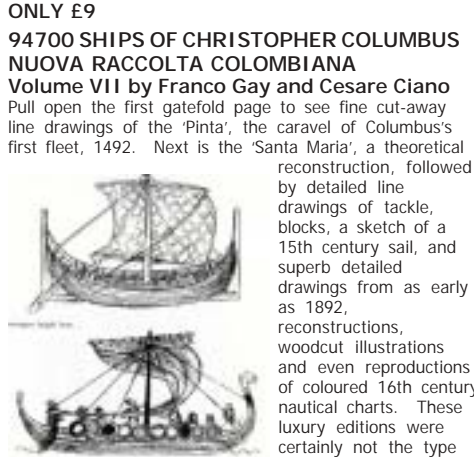 ONLY £9
94700 SHIPS OF CHRISTOPHER COLUMBUS
NUOVA RACCOLTA COLOMBIANA
Volume VII by Franco Gay and Cesare Ciano
Pull open the first gatefold page to see fine cut-away
line drawings of the ‘Pinta’, the caravel of Columbus’s
first fleet, 1492. Next is the ‘Santa Maria’, a theoretical
reconstruction, followed
by detailed line
drawings of tackle,
blocks, a sketch of a
15th century sail, and
superb detailed
drawings from as early
as 1892,
reconstructions,
woodcut illustrations
and even reproductions
of coloured 16th century
nautical charts. These
luxury editions were
certainly not the type